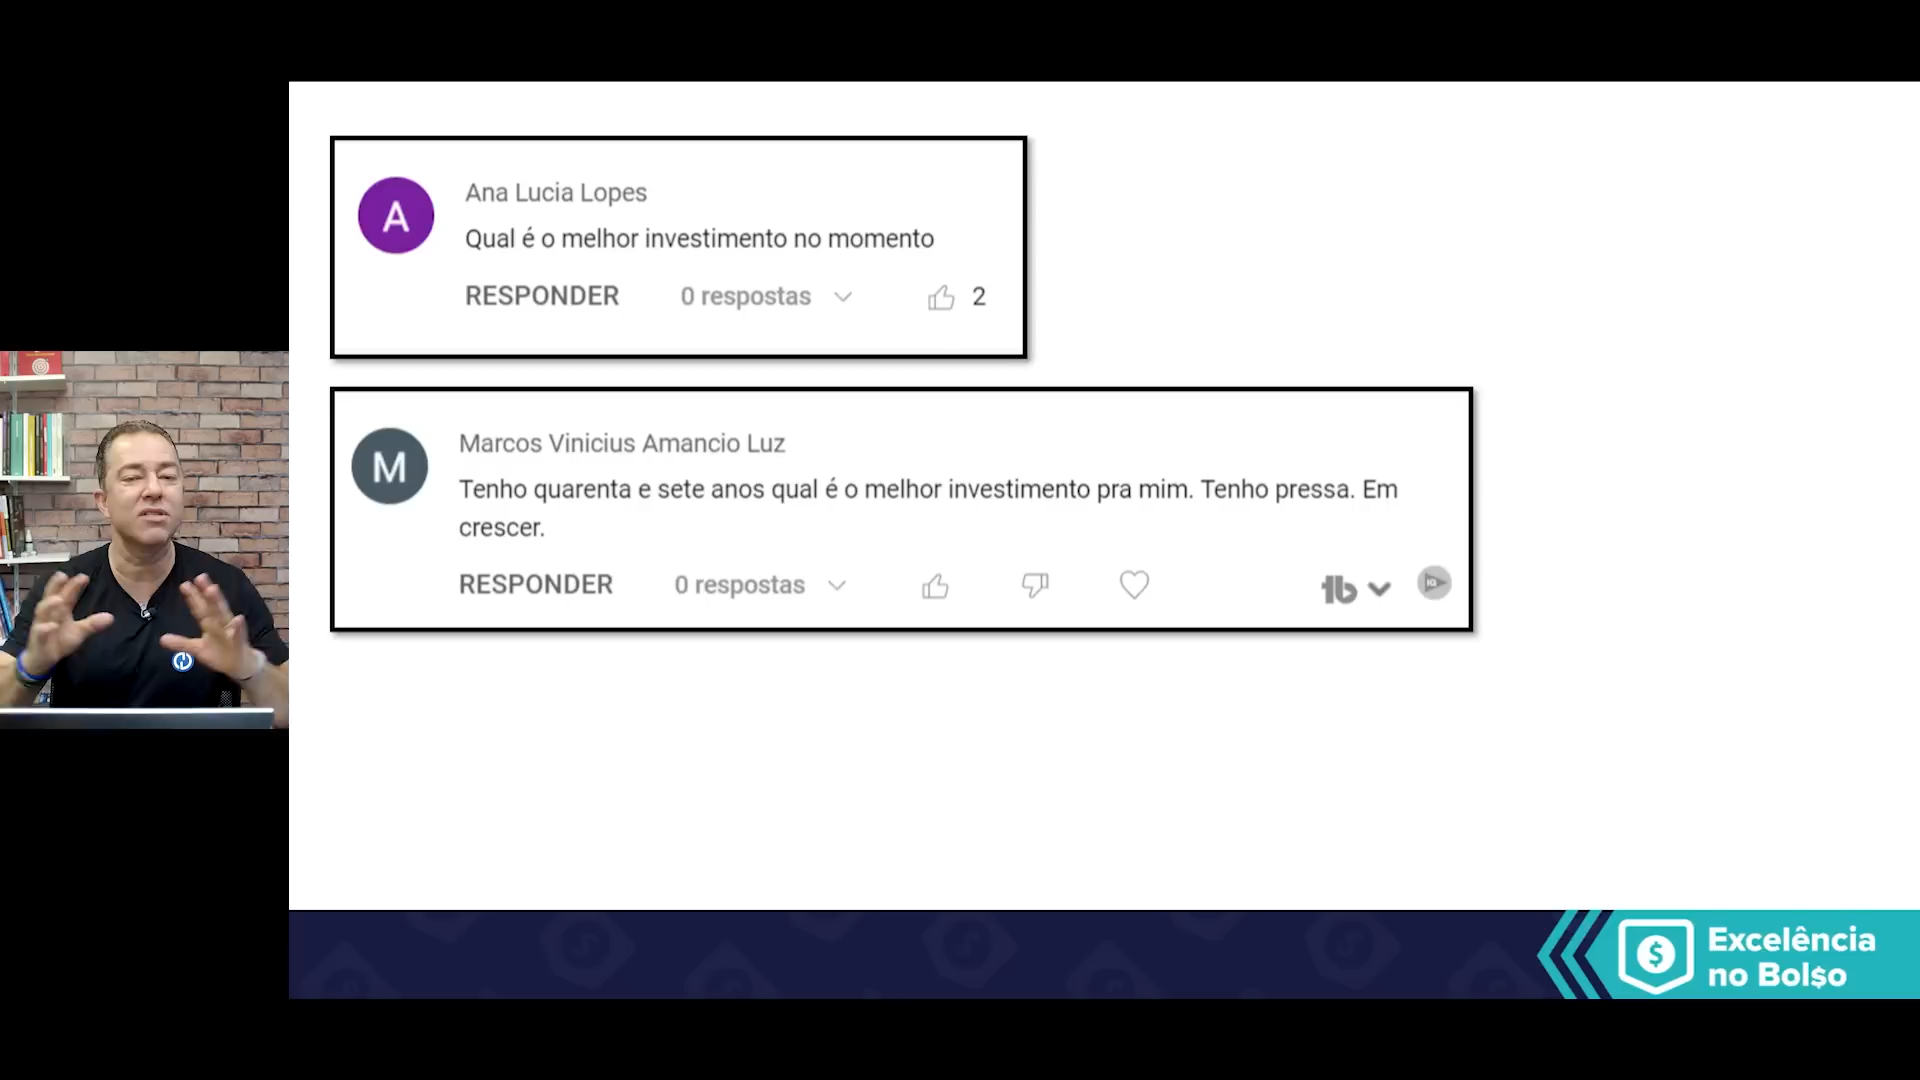 A
Ana Lucia Lopes
Qual é o melhor investimento no momento
RESPONDER 0 respostas 2
M
Marcos Vinicius Amancio Luz
Tenho quarenta e sete anos qual é o melhor investimento pra mim. Tenho pressa. Em
crescer.
RESPONDER 0 respostas
Excelência
no Bol$o